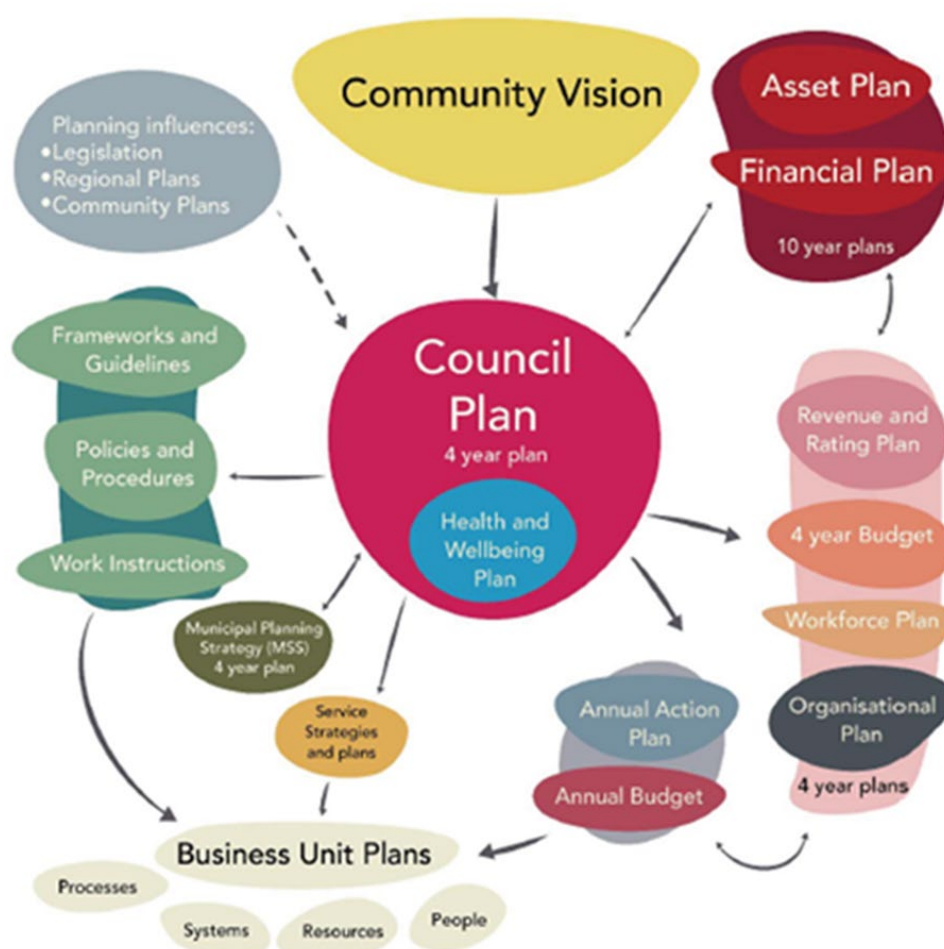 Community Vision
Planning influences:
•Legislation
•Regional Plans
•Community Plans
Asset Plan
Financial Plan
10 year plans
Frameworks and
Guidelines
Policies and
Procedures
Work Instructions
Council
Plan
4 year plan
Health and
Wellbeing
Plan
Revenue and
Rating Plan
4 year Budget
Workforce Plan
Organisational
Plan
4 year plans
Municipal Planning
Strategy (MSS)
4 year plan
Service
Strategies
and plans
Annual Action
Plan
Annual Budget
Business Unit Plans
Processes
Systems
Resources
People